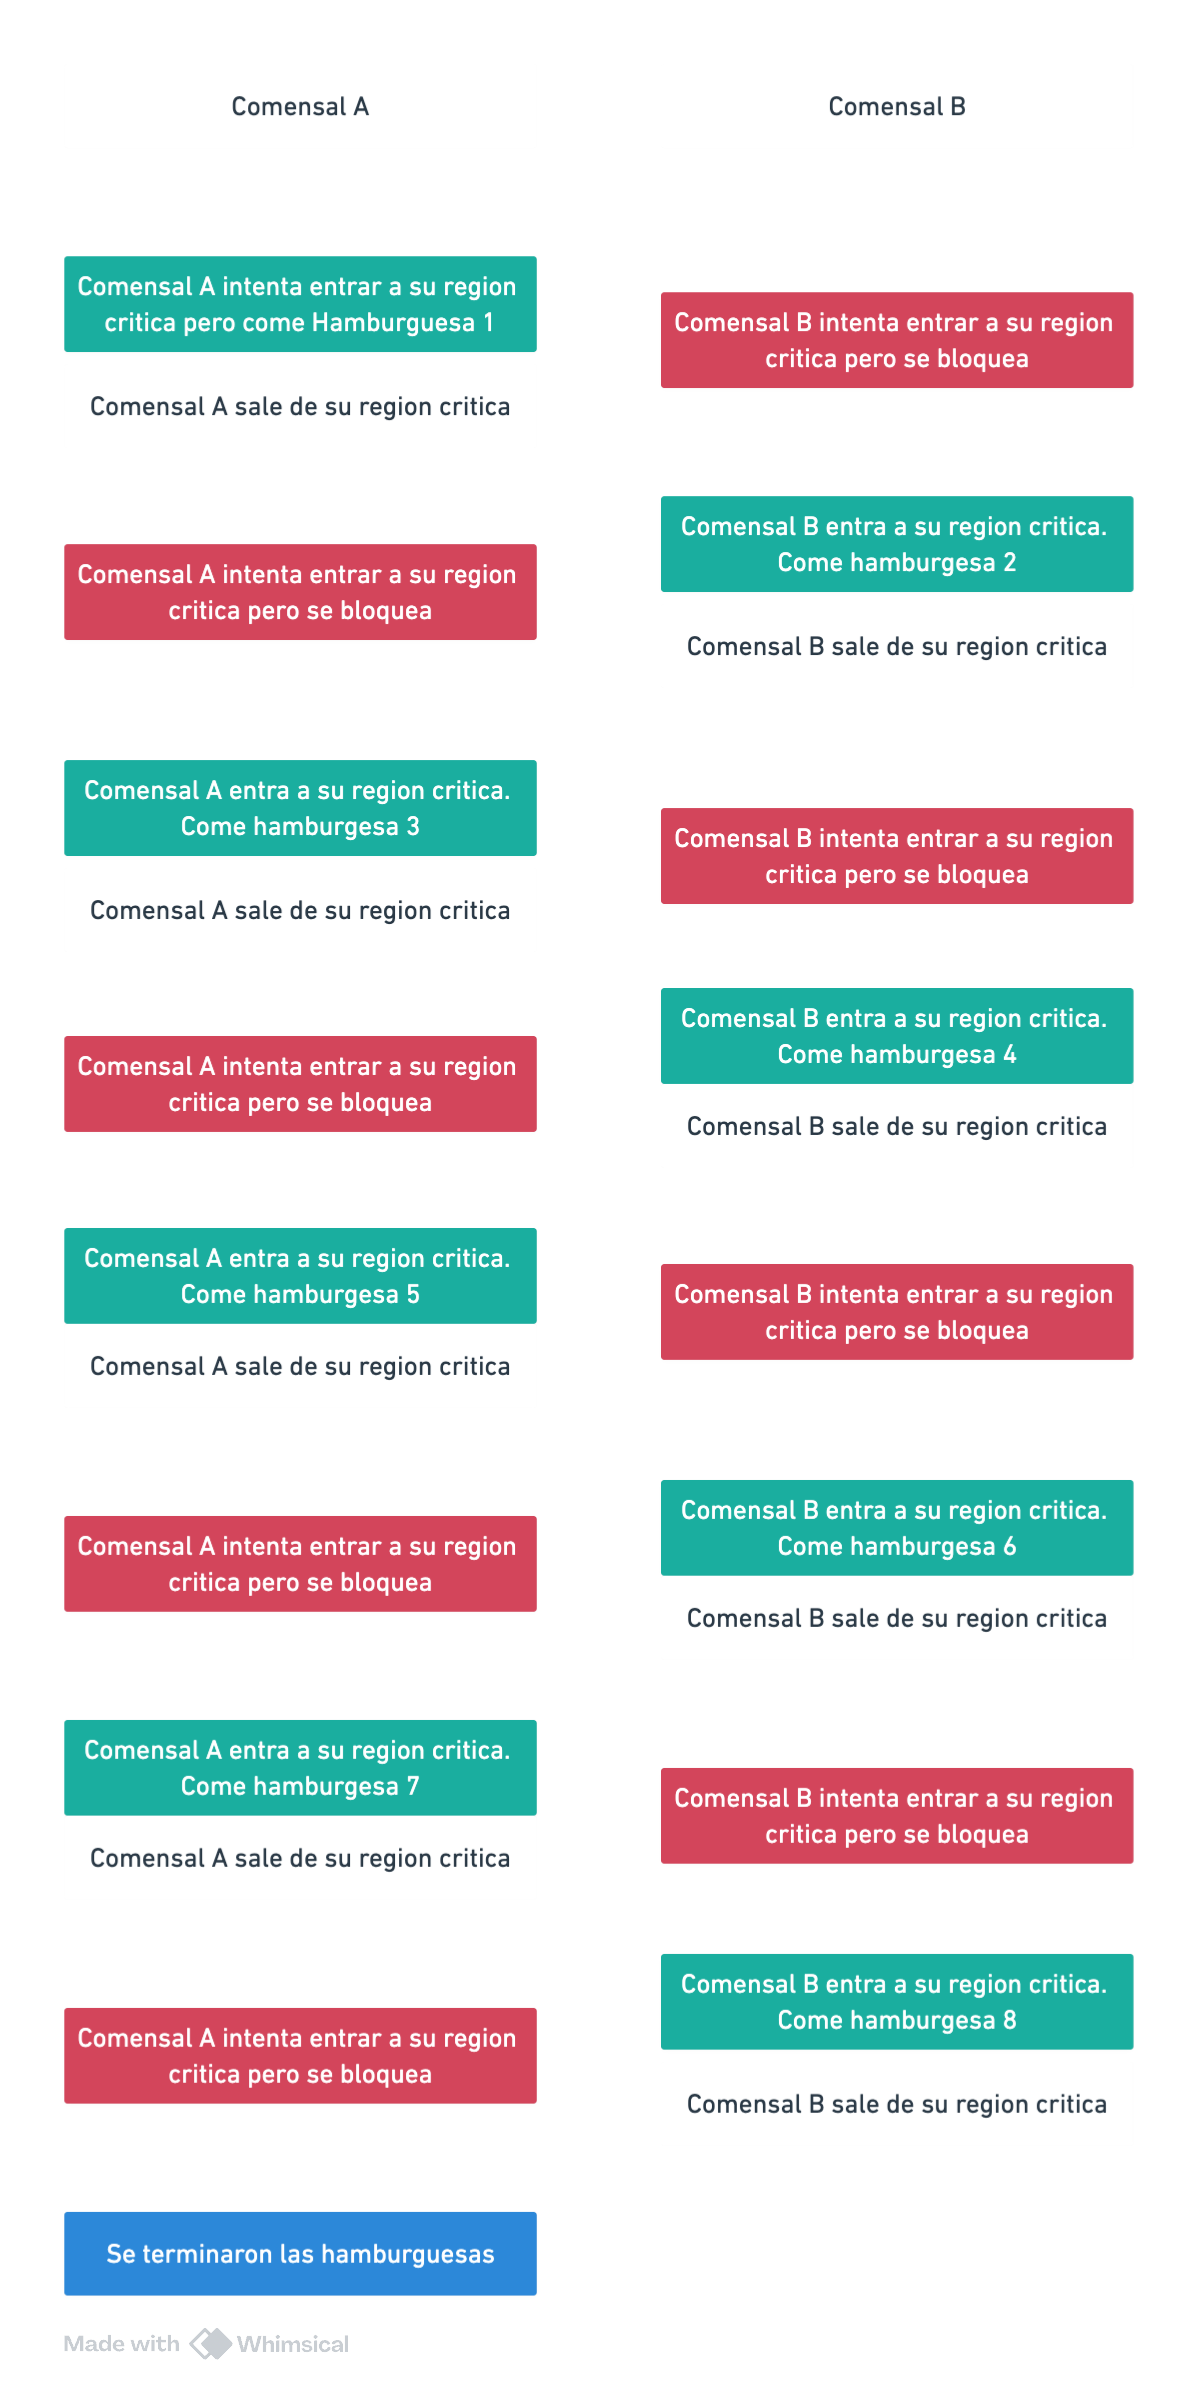 Comensal A
Comensal B
Comensal A intenta entrar a su region
critica pero come Hamburguesa 1
Comensal B intenta entrar a su region
critica pero se bloquea
Comensal A sale de su region critica
Comensal B entra a su region critica.
Come hamburgesa 2
Comensal A intenta entrar a su region
critica pero se bloquea
Comensal B sale de su region critica
Comensal A entra a su region critica.
Come hamburgesa 3
Comensal B intenta entrar a su region
critica pero se bloquea
Comensal A sale de su region critica
Comensal B entra a su region critica.
Come hamburgesa 4
Comensal A intenta entrar a su region
critica pero se bloquea
Comensal B sale de su region critica
Comensal A entra a su region critica.
Come hamburgesa 5
Comensal B intenta entrar a su region
critica pero se bloquea
Comensal A sale de su region critica
Comensal B entra a su region critica.
Come hamburgesa 6
Comensal A intenta entrar a su region
critica pero se bloquea
Comensal B sale de su region critica
Comensal A entra a su region critica.
Come hamburgesa 7
Comensal B intenta entrar a su region
critica pero se bloquea
Comensal A sale de su region critica
Comensal B entra a su region critica.
Come hamburgesa 8
Comensal A intenta entrar a su region
critica pero se bloquea
Comensal B sale de su region critica
Se terminaron las hamburguesas
Made with Whimsical